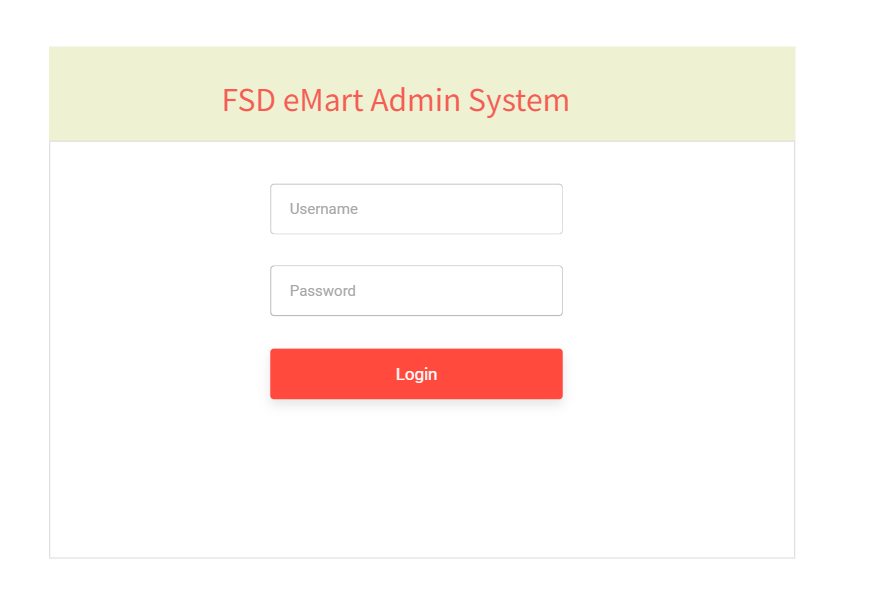 FSD eMart Admin System
Username
Password
Login